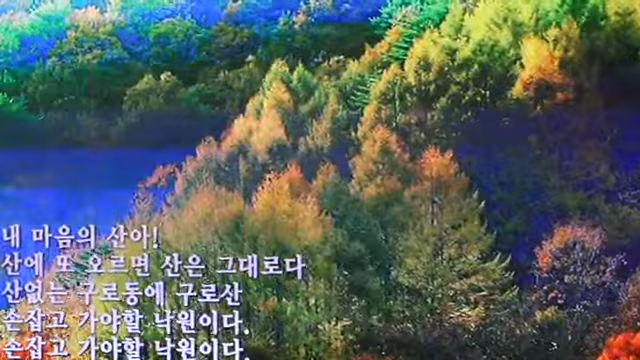 내 마음의 산아!
산에 또 오르면 산은 그대로다
산없는 구로동에 구로산
손잡고 가야할 낙원이다.
손잡고 가야할 낙원이다.